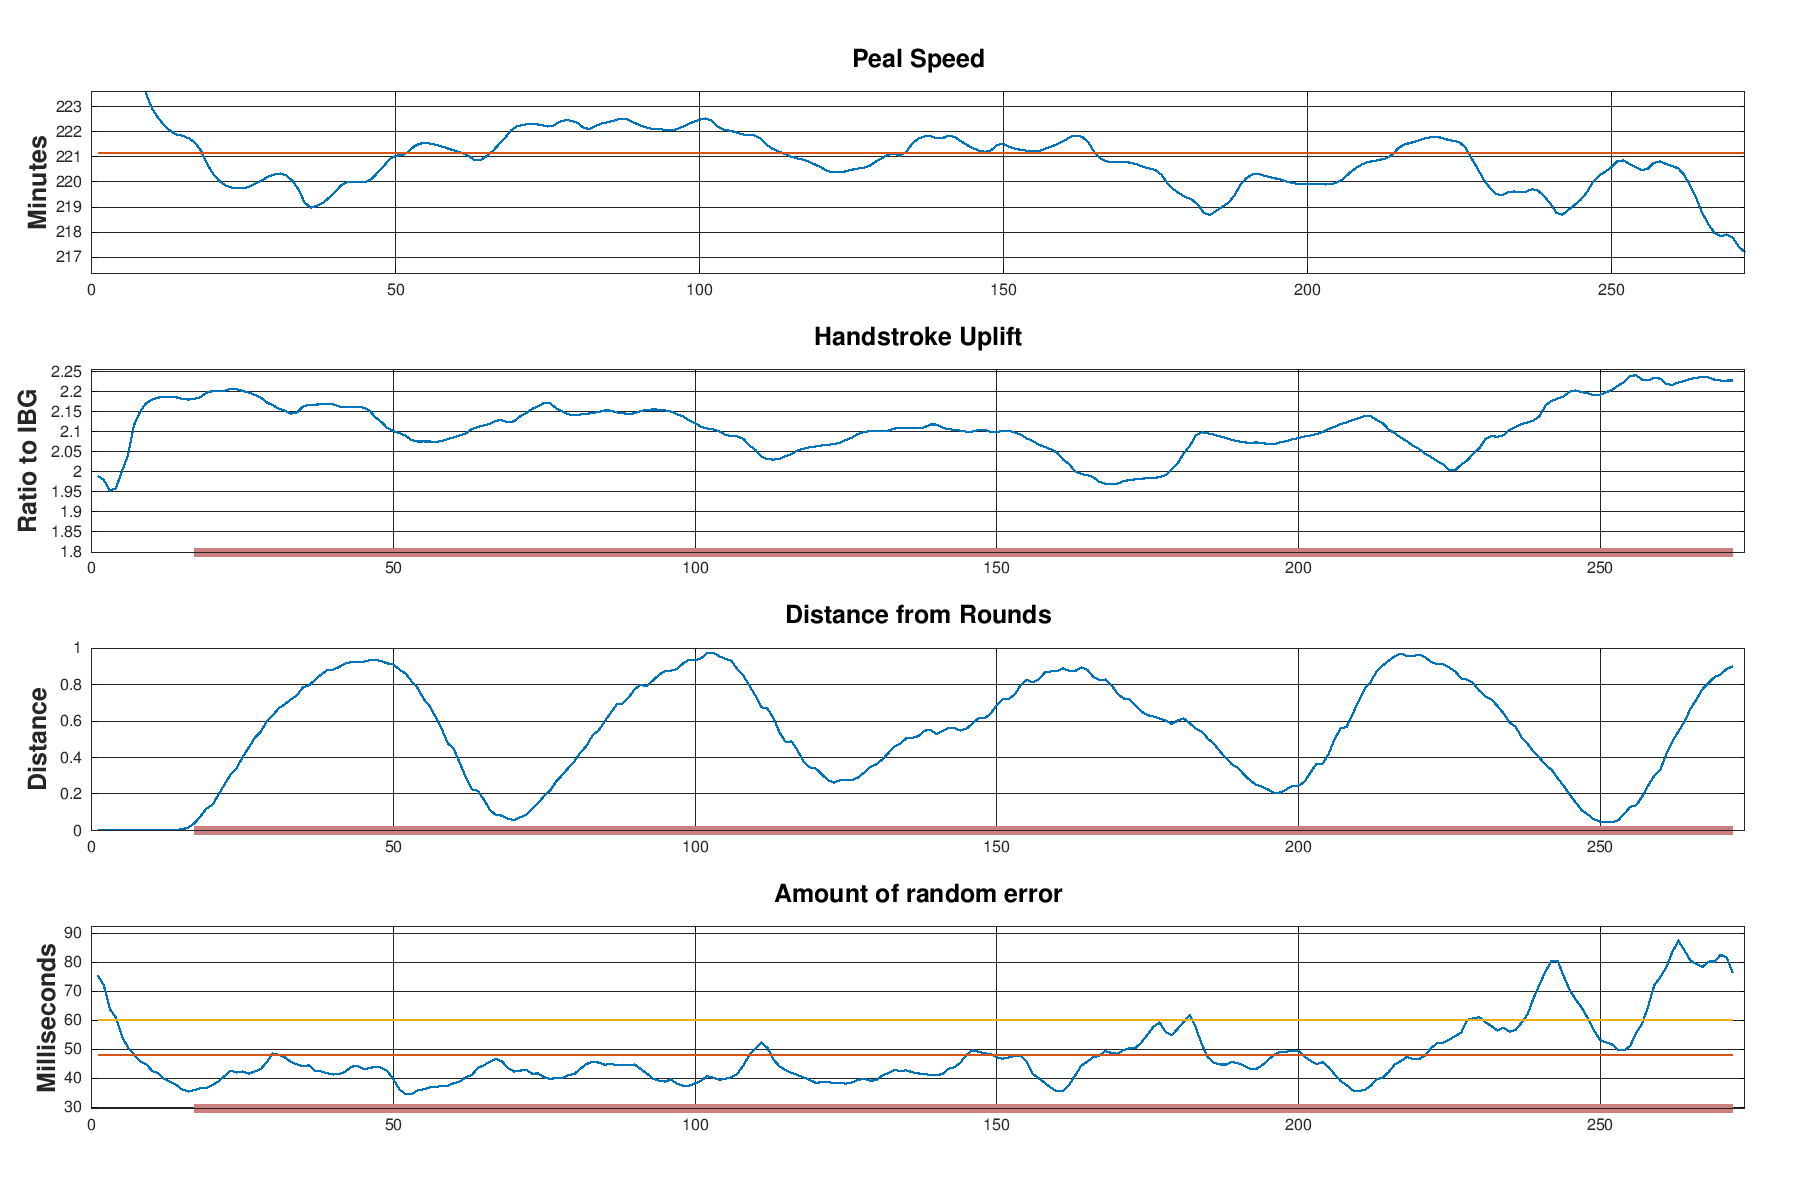 Peal Speed
Minutes
223
222
221
220
219
218
217
0 50 100 150 200 250
Handstroke Uplift
Ratio to IBG
2.25
2.2
2.15
2.1
2.05
2
1.95
1.9
1.85
1.8
0 50 100 150 200 250
Distance from Rounds
Distance
1
0.8
0.6
0.4
0.2
0
0 50 100 150 200 250
Amount of random error
Milliseconds
90
80
70
60
50
40
30
0 50 100 150 200 250